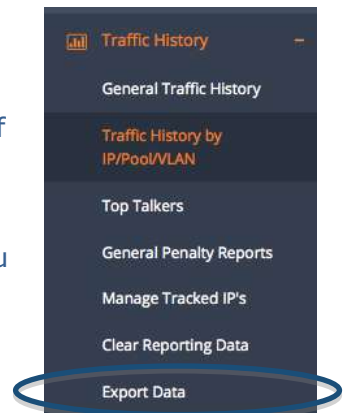 Traffic History –
General Traffic History
Traffic History by
IP/Pool/VLAN
Top Talkers
General Penalty Reports
Manage Tracked IP's
Clear Reporting Data
Export Data